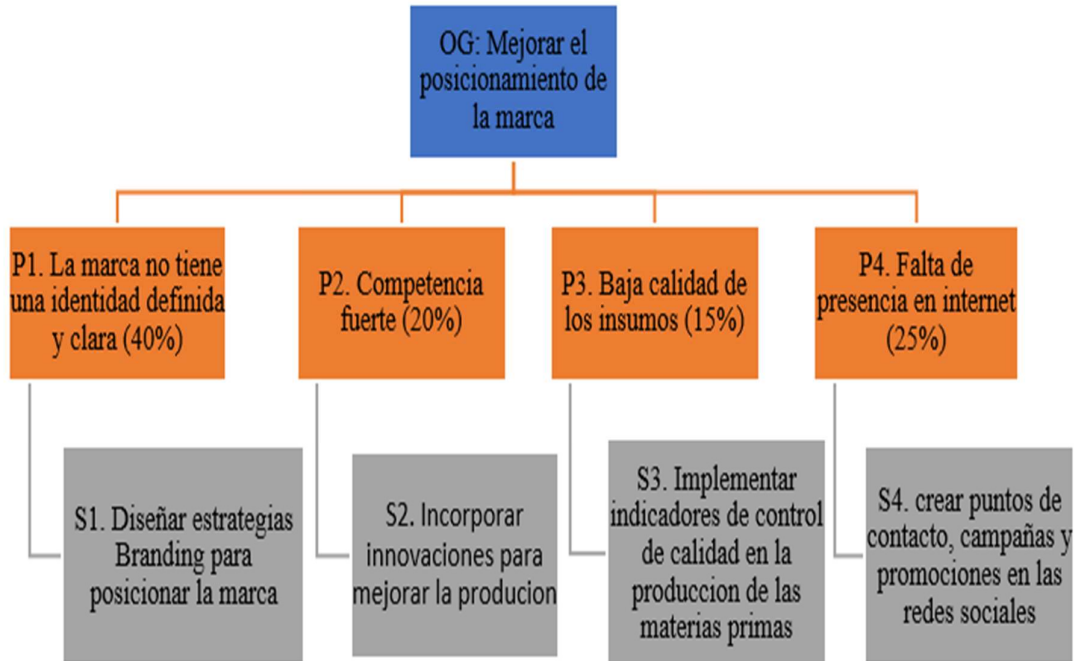 OG: Mejorar el
posicionamiento de
la marca
P1. La marca no tiene
una identidad definida
y clara (40%)
P2. Competencia
fuerte (20%)
P3. Baja calidad de
los insumos (15%)
P4. Falta de
presencia en internet
(25%)
S1. Diseñar estrategias
Branding para
posicionar la marca
S2. Incorporar
innovaciones para
mejorar la producion
S3. Implementar
indicadores de control
de calidad en la
produccion de las
materias primas
S4. crear puntos de
contacto, campañas y
promociones en las
redes sociales